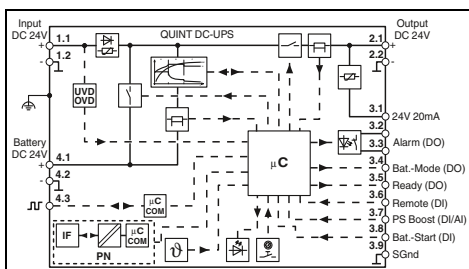 Input
DC 24V
1.1
+
1.2
-
QUINT DC-UPS
Output
DC 24V
2.1
+
2.2
-
UVD
OVD
3.1
24V 20mA
3.2
Alarm (DO)
3.3
Battery
DC 24V
4.1
+
-
4.2
4.3
µC
3.4
Bat.-Mode (DO)
3.5
Ready (DO)
3.6
Remote (DI)
3.7
PS Boost (DI/AI)
3.8
Bat.-Start (DI)
3.9
SGnd
µC
COM
IF
µC
COM
PN
ϑ